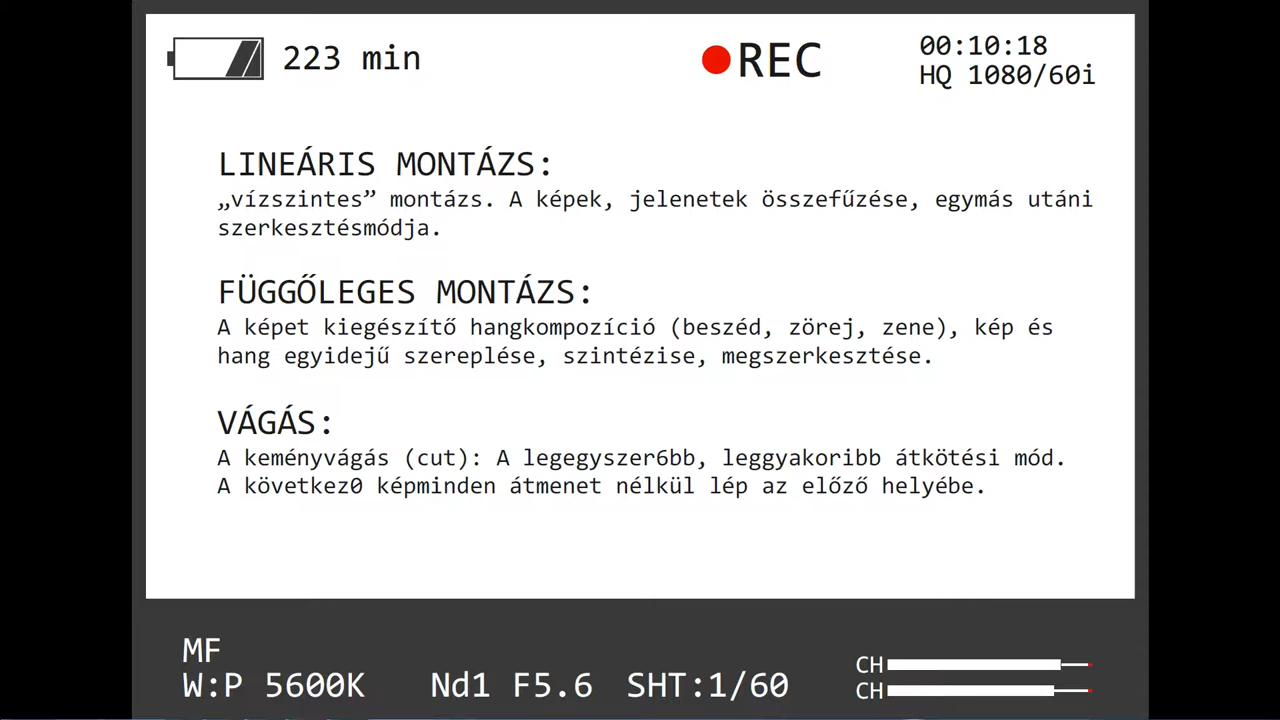 223 min
REC
00:10:18
HQ 1080/60i
LINEÁRIS MONTÁZS:
„vízszintes” montázs. A képek, jelenetek összefűzése, egymás utáni
szerkesztésmódja.
FÜGGŐLEGES MONTÁZS:
A képet kiegészítő hangkompozíció (beszéd, zörej, zene), kép és
hang egyidejű szereplése, szintézise, megszerkesztése.
VÁGÁS:
A keményvágás (cut): A legegyszer6bb, leggyakoribb átkötési mód.
A következ0 képminden átmenet nélkül lép az előző helyébe.
MF
W:P 5600K Nd1 F5.6 SHT:1/60
CH
CH